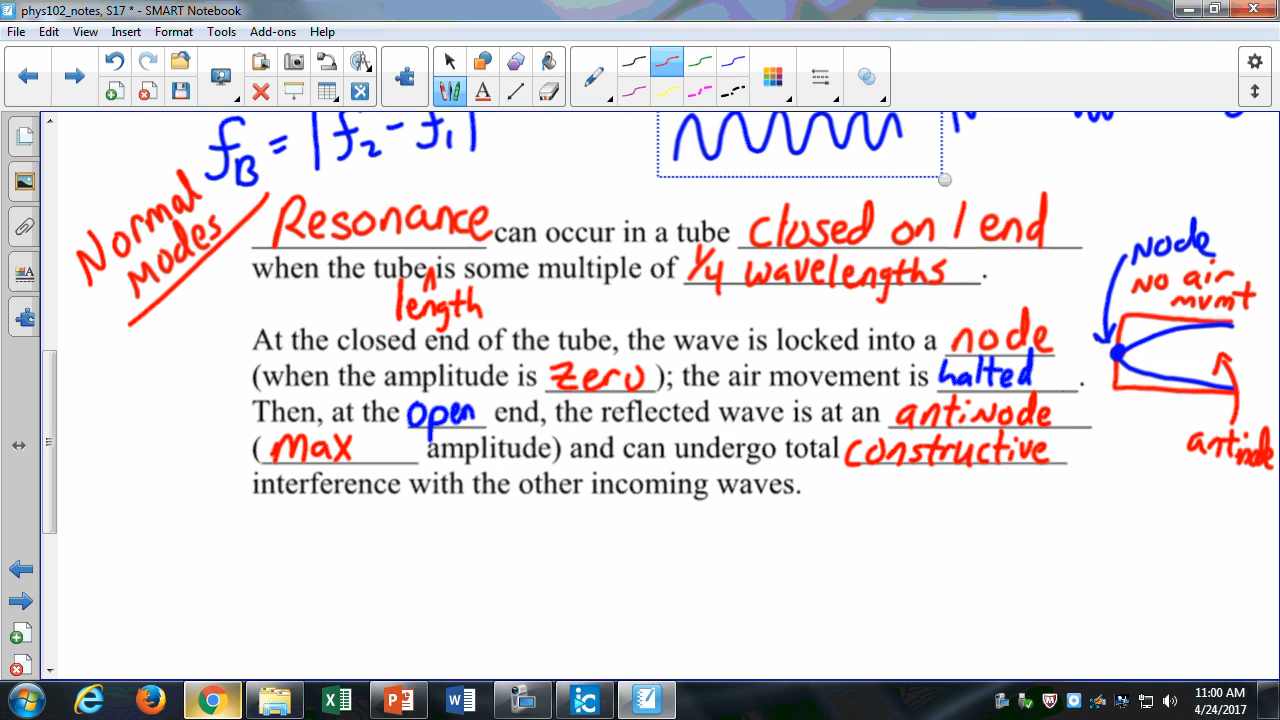 phys102_notes, S17 * - SMART Notebook
File Edit View Insert Format Tools Add-ons Help
fB = |f2 - f1|
Normal
Modes
Resonance can occur in a tube closed on 1 end
when the tube is some multiple of 1/4 wavelengths.
^
length
At the closed end of the tube, the wave is locked into a node
(when the amplitude is zero); the air movement is halted.
Then, at the open end, the reflected wave is at an antinode
(max amplitude) and can undergo total constructive
interference with the other incoming waves.
Node
No air
mvmt
antinode
11:00 AM
4/24/2017